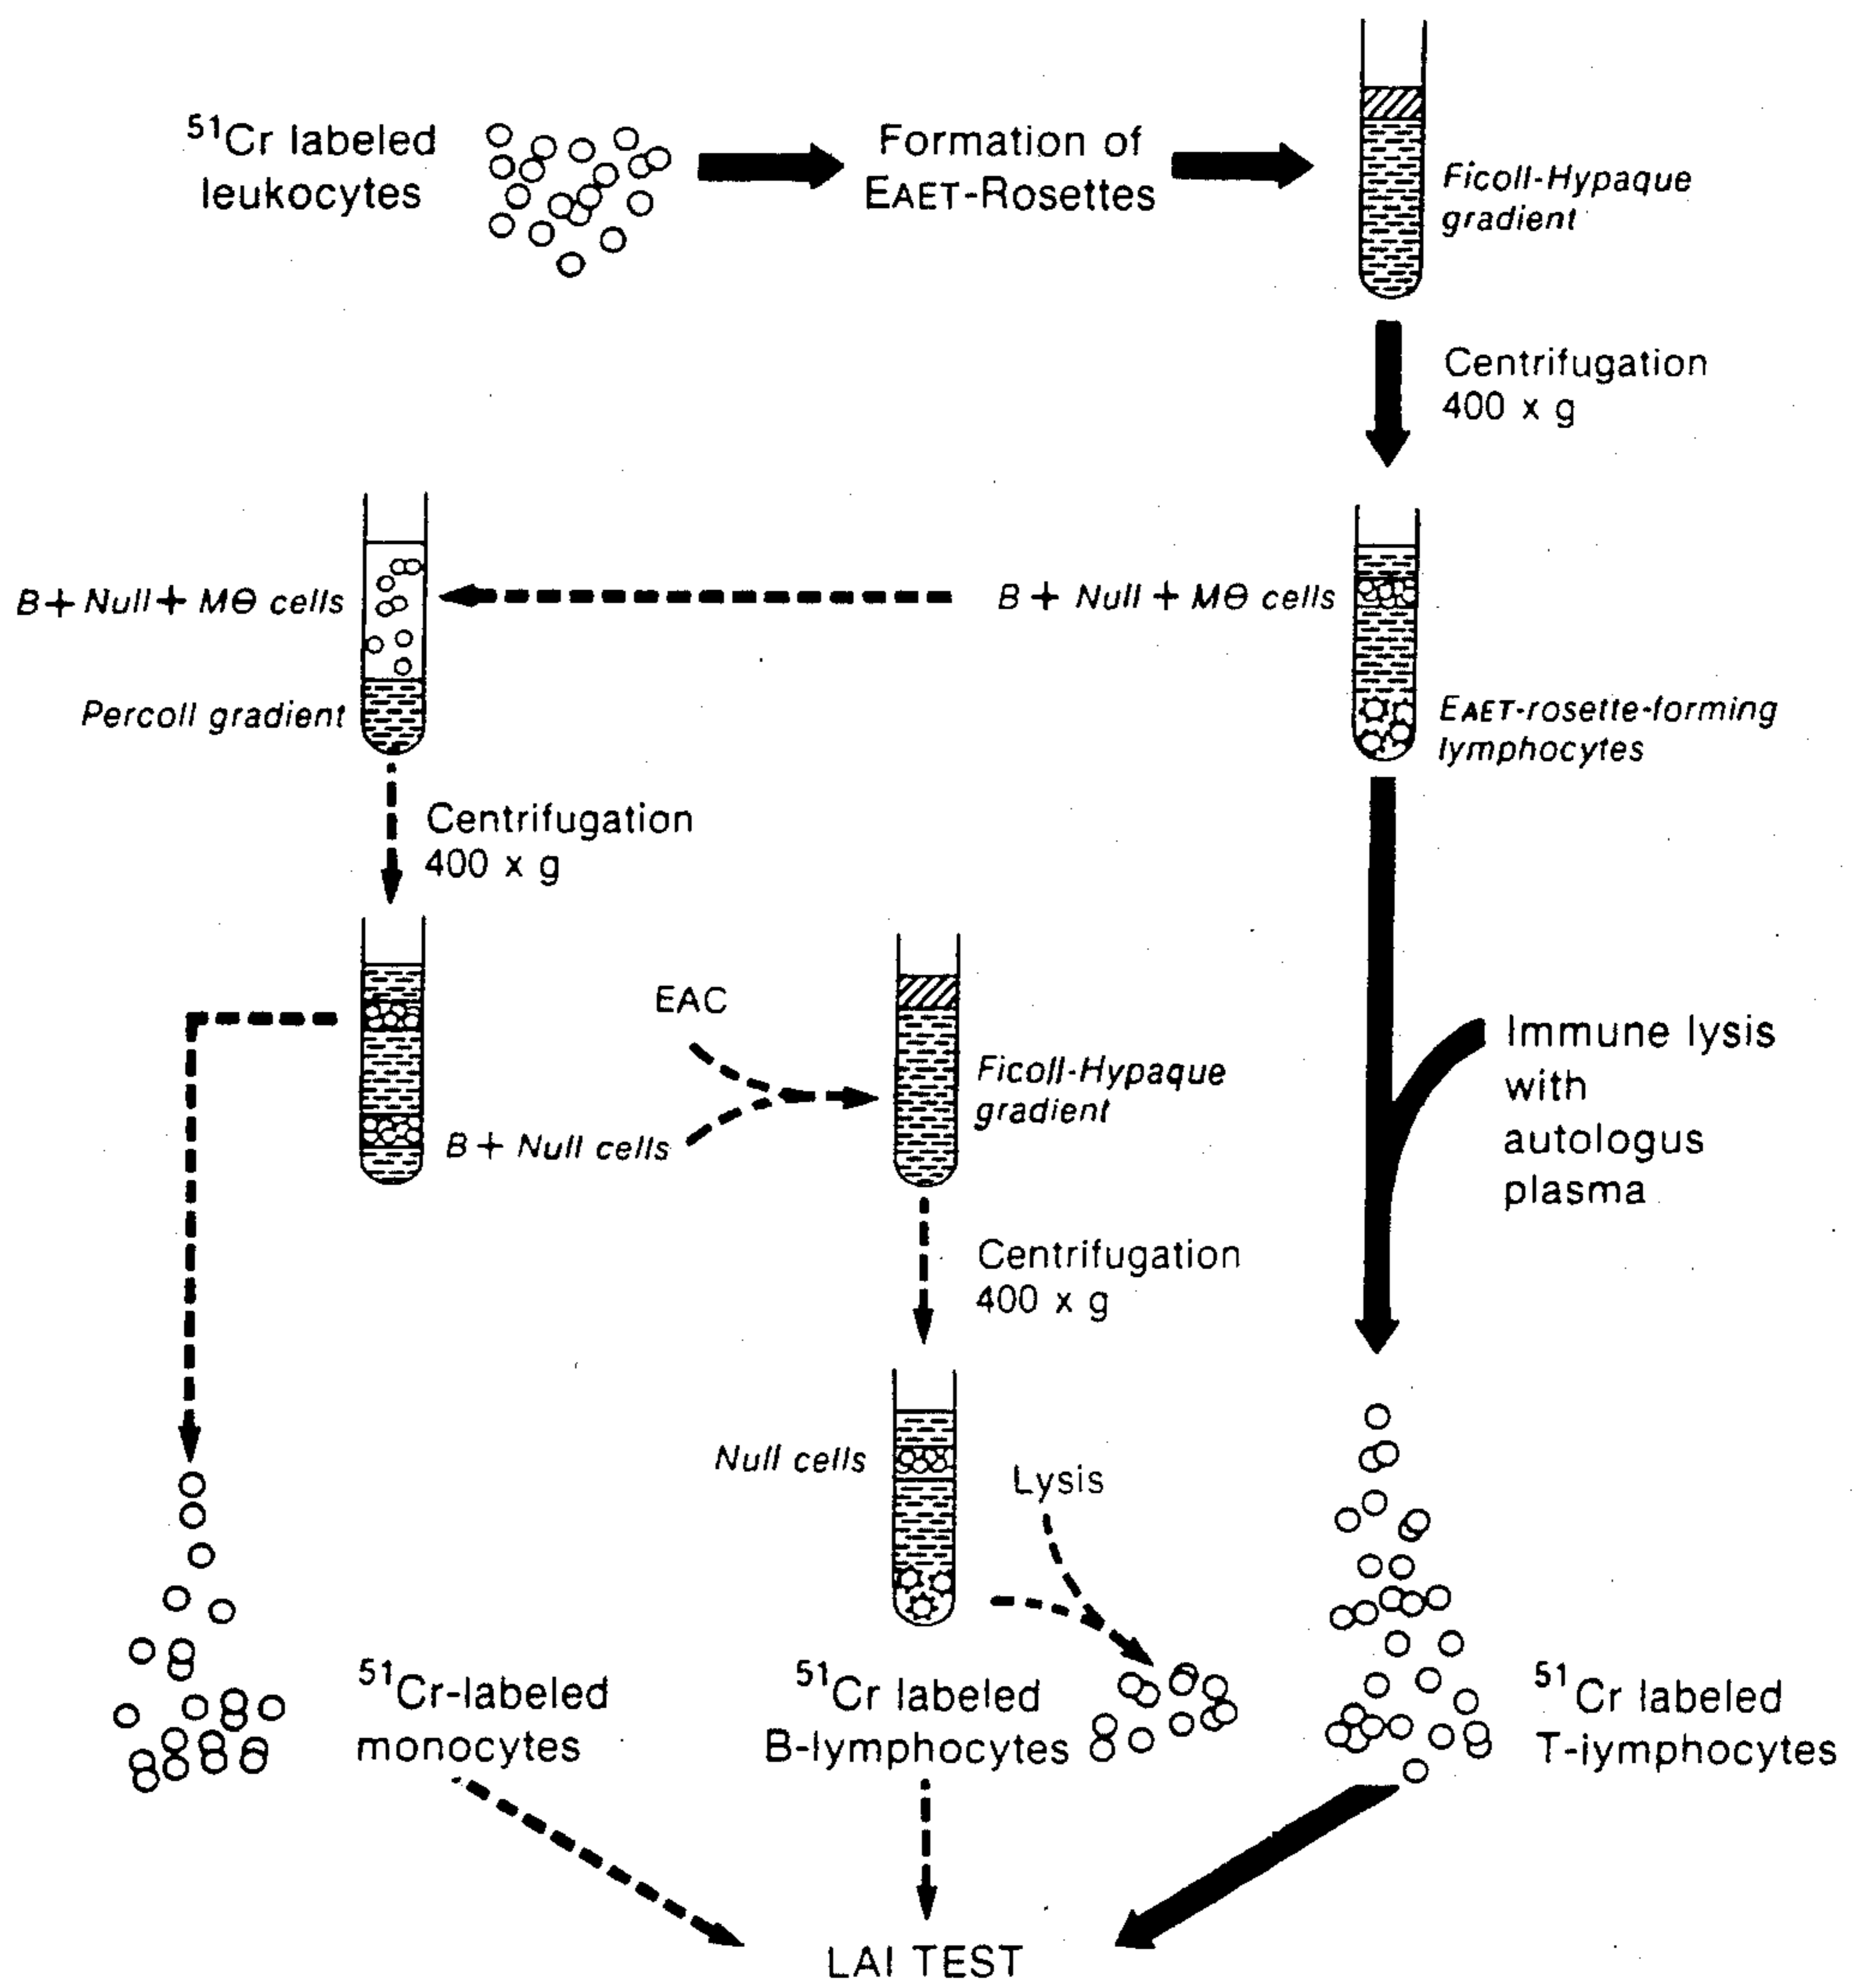 ⁵¹Cr labeled
leukocytes
Formation of
EAET-Rosettes
Ficoll-Hypaque
gradient
Centrifugation
400 x g
B+ Null + MΘ cells
B + Null + MΘ cells
Percoll gradient
EAET-rosette-forming
lymphocytes
Centrifugation
400 x g
EAC
B + Null cells
Ficoll-Hypaque
gradient
Immune lysis
with
autologus
plasma
Centrifugation
400 x g
Null cells
Lysis
⁵¹Cr-labeled
monocytes
⁵¹Cr labeled
B-lymphocytes
⁵¹Cr labeled
T-iymphocytes
LAI TEST